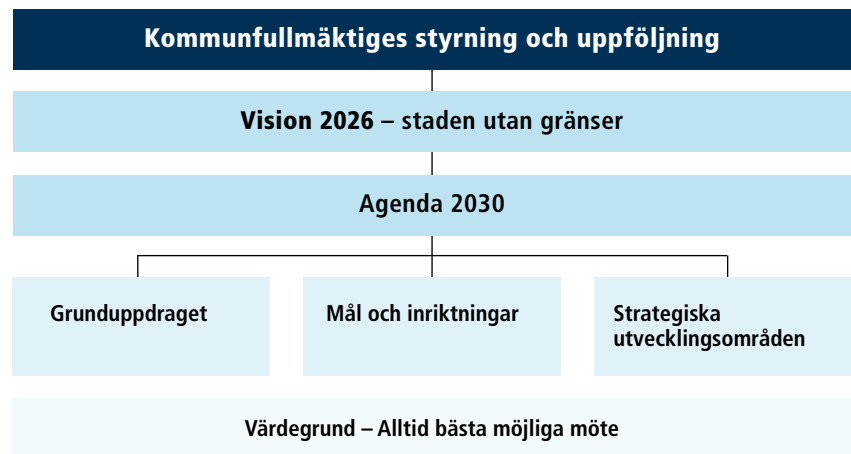 Kommunfullmäktiges styrning och uppföljning
Vision 2026 – staden utan gränser
Agenda 2030
Grunduppdraget
Mål och inriktningar
Strategiska
utvecklingsområden
Värdegrund – Alltid bästa möjliga möte